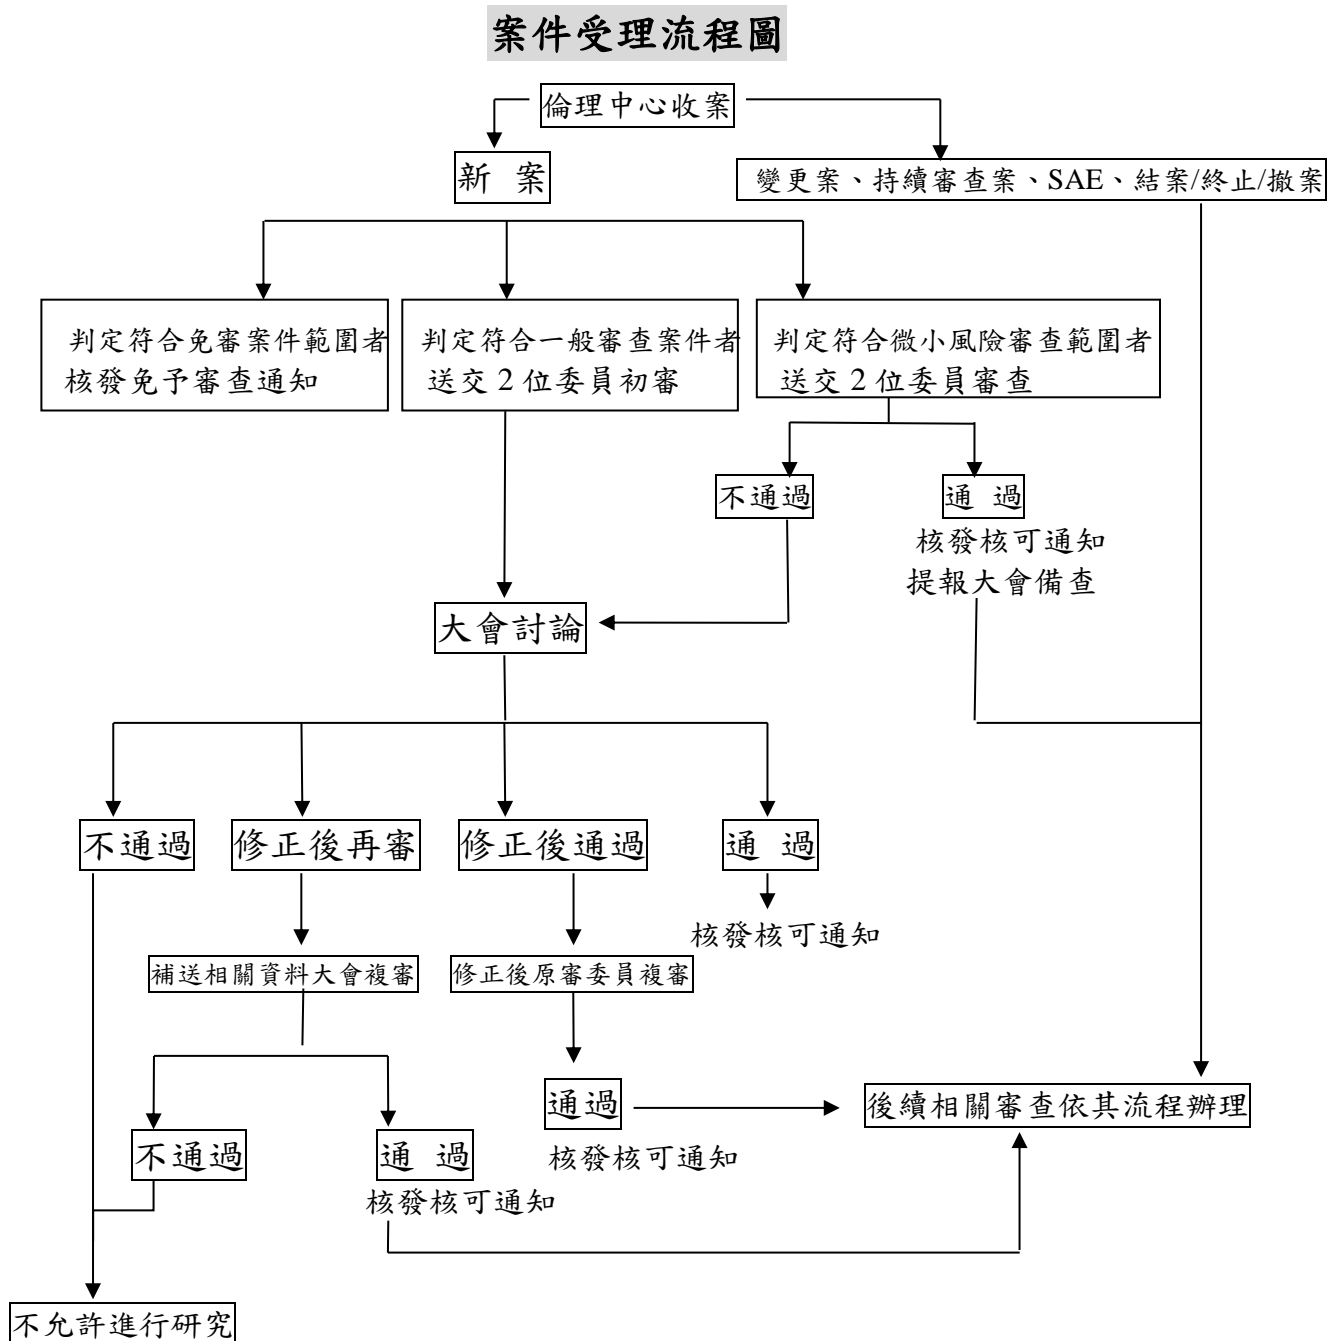 案件受理流程圖
倫理中心收案
新 案
變更案、持續審查案、SAE、結案/終止/撤案
判定符合免審案件範圍者
核發免予審查通知
判定符合一般審查案件者
送交 2 位委員初審
判定符合微小風險審查範圍者
送交 2 位委員審查
不通過
通 過
核發核可通知
提報大會備查
大會討論
不通過
修正後再審
修正後通過
通 過
核發核可通知
補送相關資料大會複審
修正後原審委員複審
通過
核發核可通知
後續相關審查依其流程辦理
不通過
通 過
核發核可通知
不允許進行研究